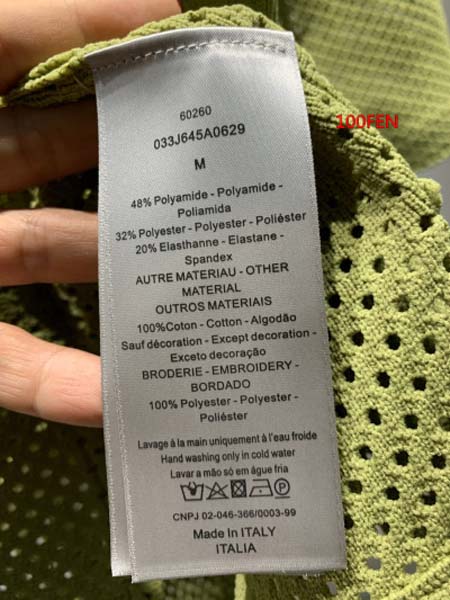 60260
033J645A0629
M
48% Polyamide - Polyamide -
Poliamida
32% Polyester - Polyester - Poliéster
20% Elasthanne - Elastane -
Spandex
AUTRE MATERIAU - OTHER
MATERIAL
OUTROS MATERIAIS
100%Coton - Cotton - Algodão
Sauf décoration - Except decoration -
Exceto decoração
BRODERIE - EMBROIDERY -
BORDADO
100% Polyester - Polyester -
Poliéster
Lavage à la main uniquement à l'eau froide
Hand washing only in cold water
Lavar a mão só em água fria
CNPJ 02-046-366/0003-99
Made In ITALY
ITALIA
100FEN